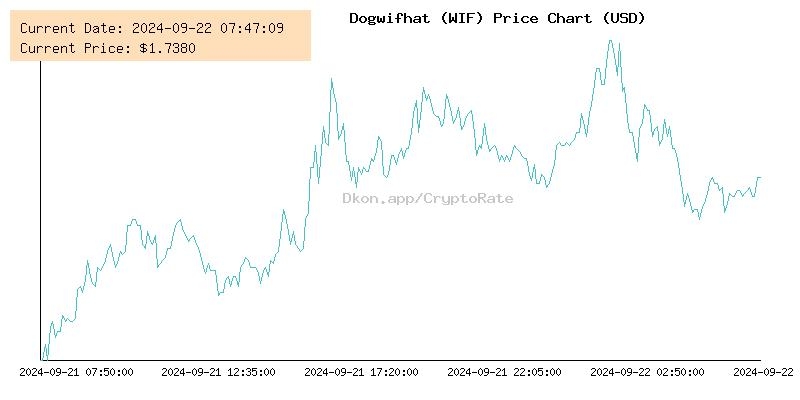 Dogwifhat (WIF) Price Chart (USD)
Current Date: 2024-09-22 07:47:09
Current Price: $1.7380
Dkon.app/CryptoRate
2024-09-21 07:50:00 2024-09-21 12:35:00 2024-09-21 17:20:00 2024-09-21 22:05:00 2024-09-22 02:50:00 2024-09-22